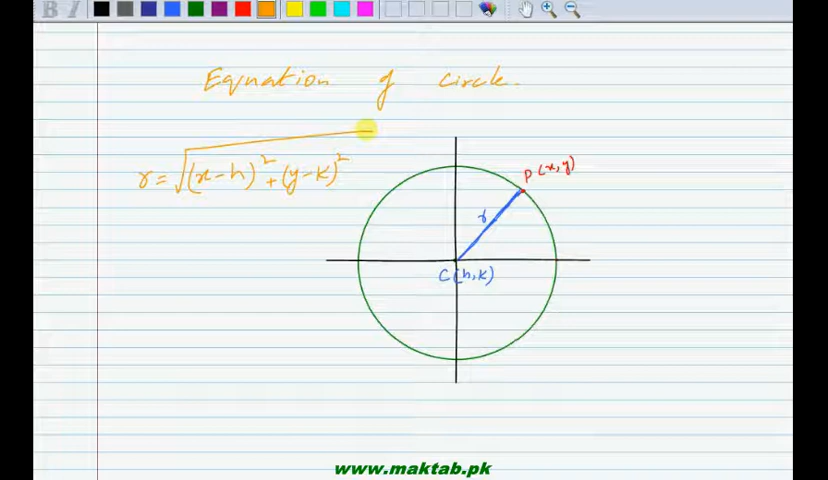 B I
Equation of circle.
r = √(x-h)² + (y-k)²
P (x, y)
r
C (h, k)
www.maktab.pk